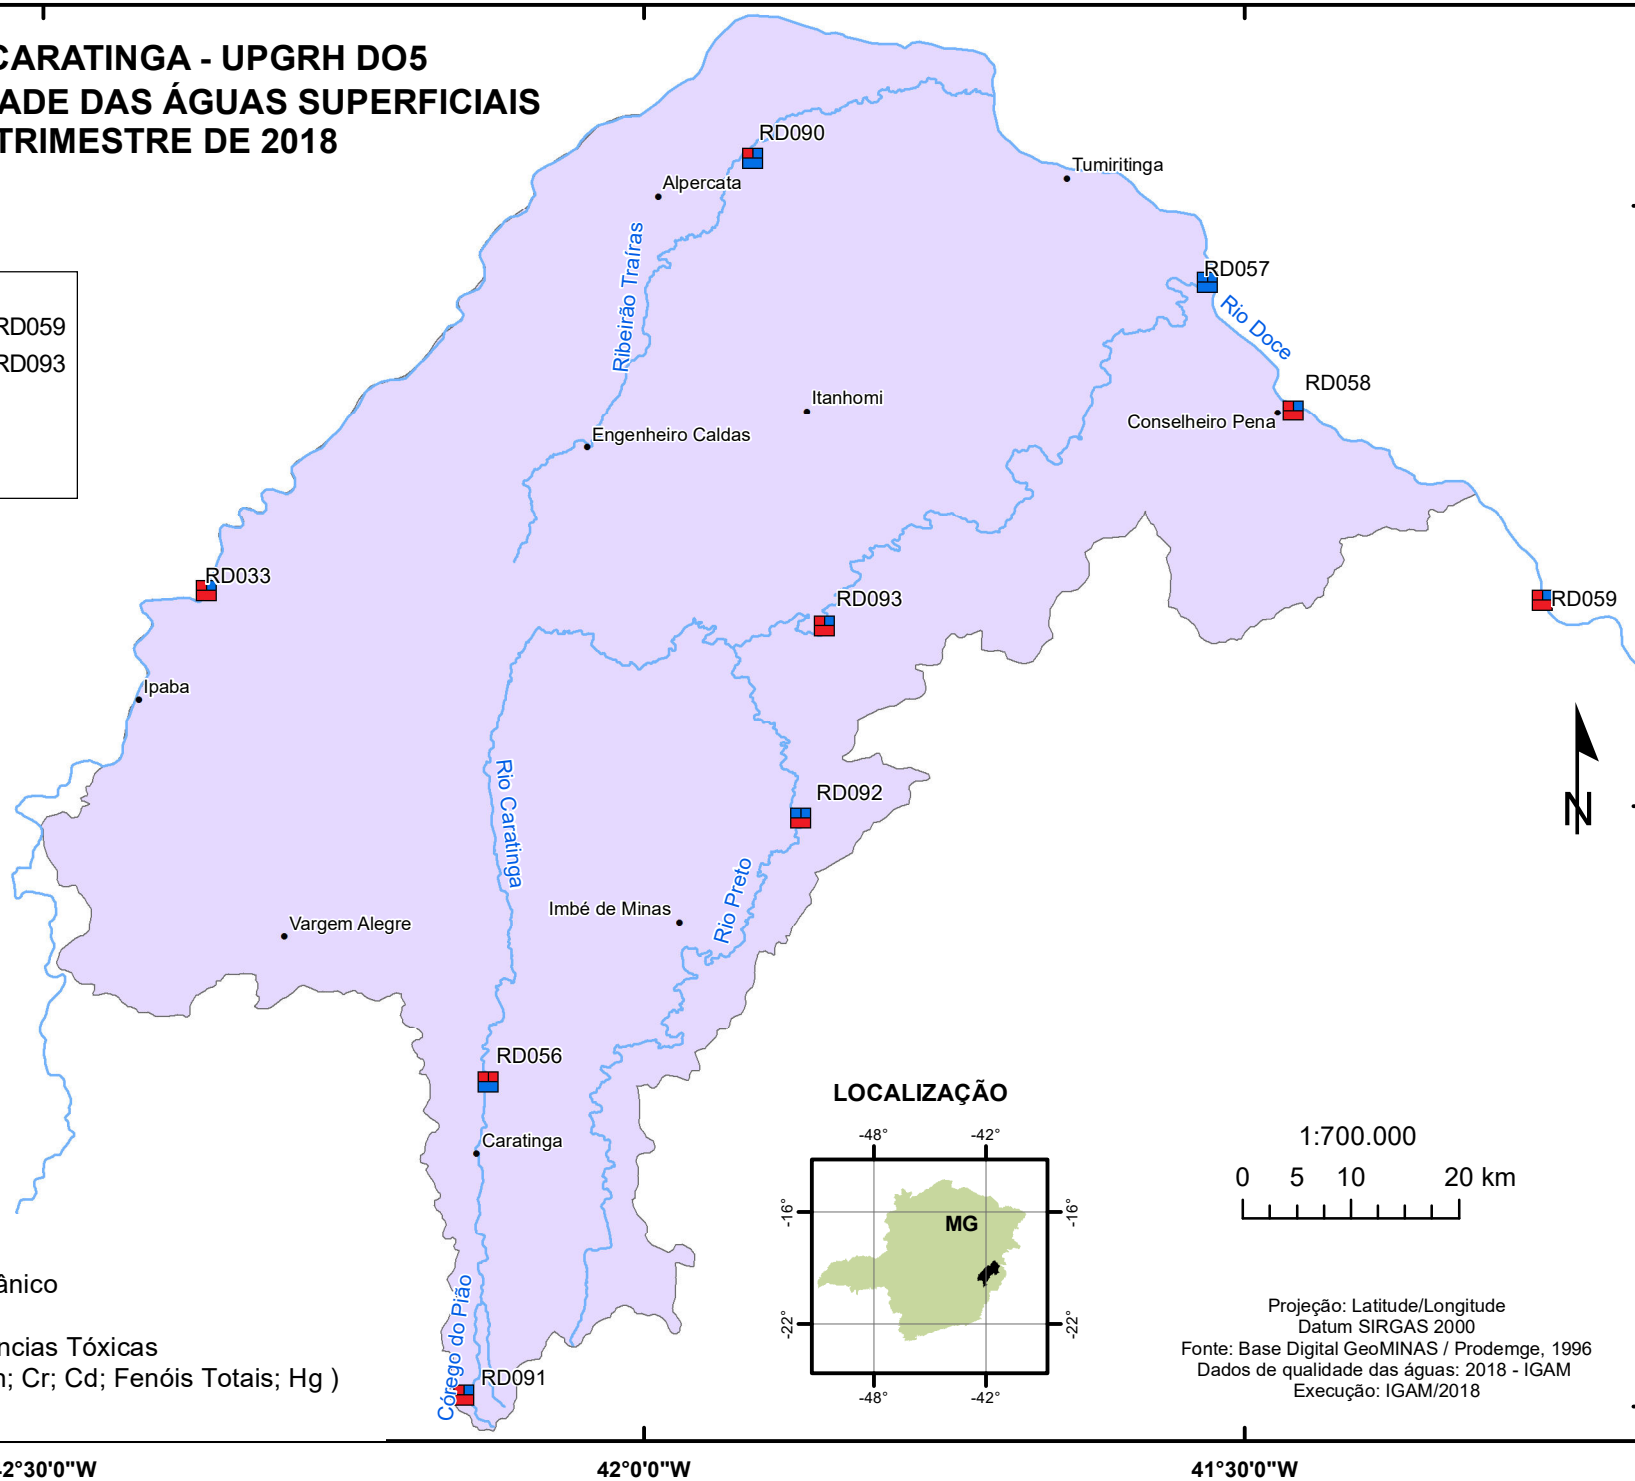 CARATINGA - UPGRH DO5
ADE DAS ÁGUAS SUPERFICIAIS
TRIMESTRE DE 2018
RD090
Tumiritinga
Alpercata
Ribeirão Traíras
RD057
Rio Doce
RD059
RD093
RD058
Itanhomi
Conselheiro Pena
Engenheiro Caldas
RD033
RD093
RD059
Ipaba
Rio Caratinga
RD092
N
Rio Preto
Imbé de Minas
Vargem Alegre
RD056
Caratinga
LOCALIZAÇÃO
-48° -42°
-16° -16°
MG
-22° -22°
-48° -42°
1:700.000
0 5 10 20 km
ânico
ncias Tóxicas
n; Cr; Cd; Fenóis Totais; Hg )
Córrego do Pião
RD091
Projeção: Latitude/Longitude
Datum SIRGAS 2000
Fonte: Base Digital GeoMINAS / Prodemge, 1996
Dados de qualidade das águas: 2018 - IGAM
Execução: IGAM/2018
42°30'0"W 42°0'0"W 41°30'0"W